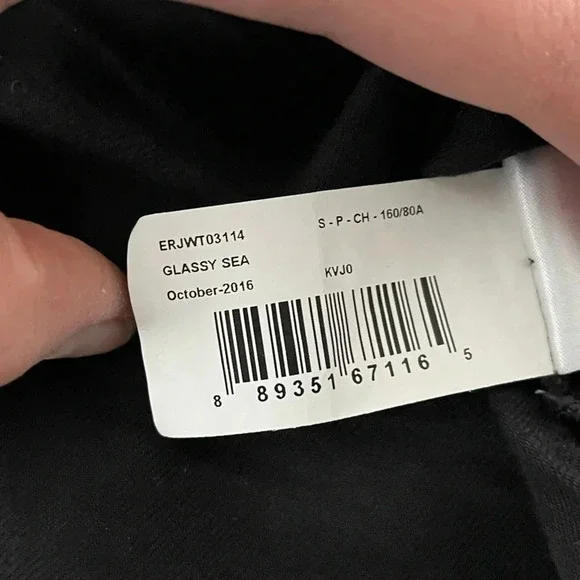 ERJWT03114
S - P - CH - 160/80A
GLASSY SEA
KVJ0
October-2016
8 89351 67116 5